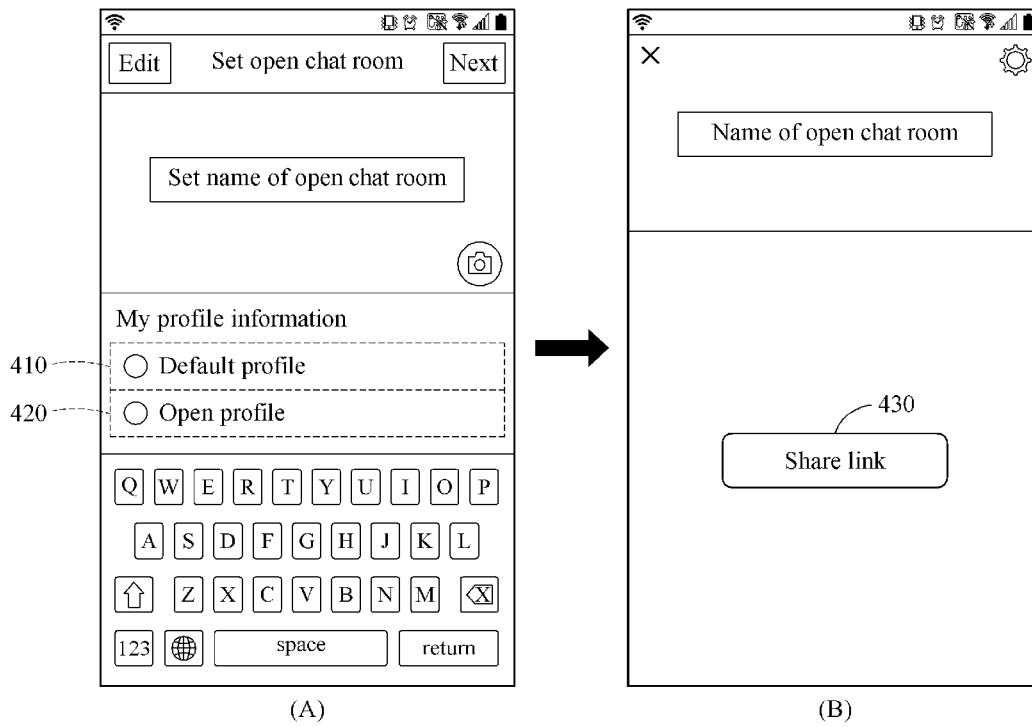 Edit Set open chat room Next
Set name of open chat room
My profile information
410 Default profile
420 Open profile
Q W E R T Y U I O P
A S D F G H J K L
Z X C V B N M X
123 space return
(A)
Name of open chat room
430
Share link
(B)